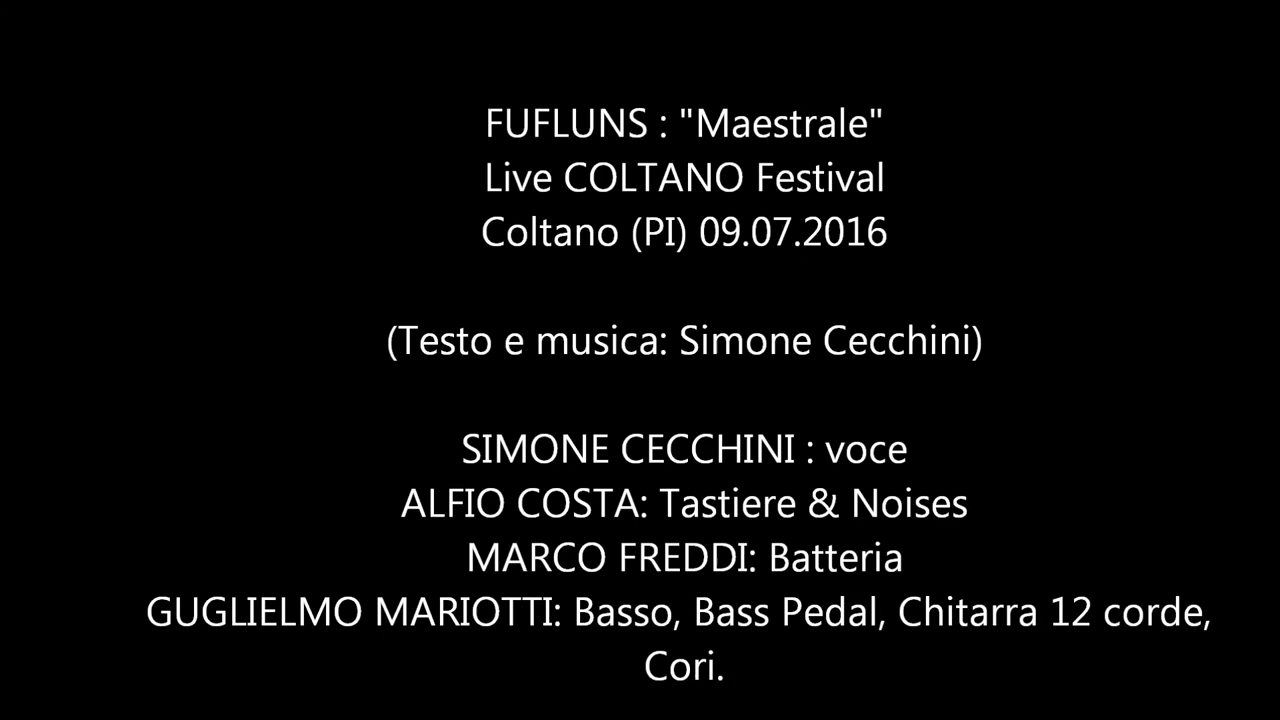 FUFLUNS : "Maestrale"
Live COLTANO Festival
Coltano (PI) 09.07.2016
(Testo e musica: Simone Cecchini)
SIMONE CECCHINI : voce
ALFIO COSTA: Tastiere & Noises
MARCO FREDDI: Batteria
GUGLIELMO MARIOTTI: Basso, Bass Pedal, Chitarra 12 corde,
Cori.